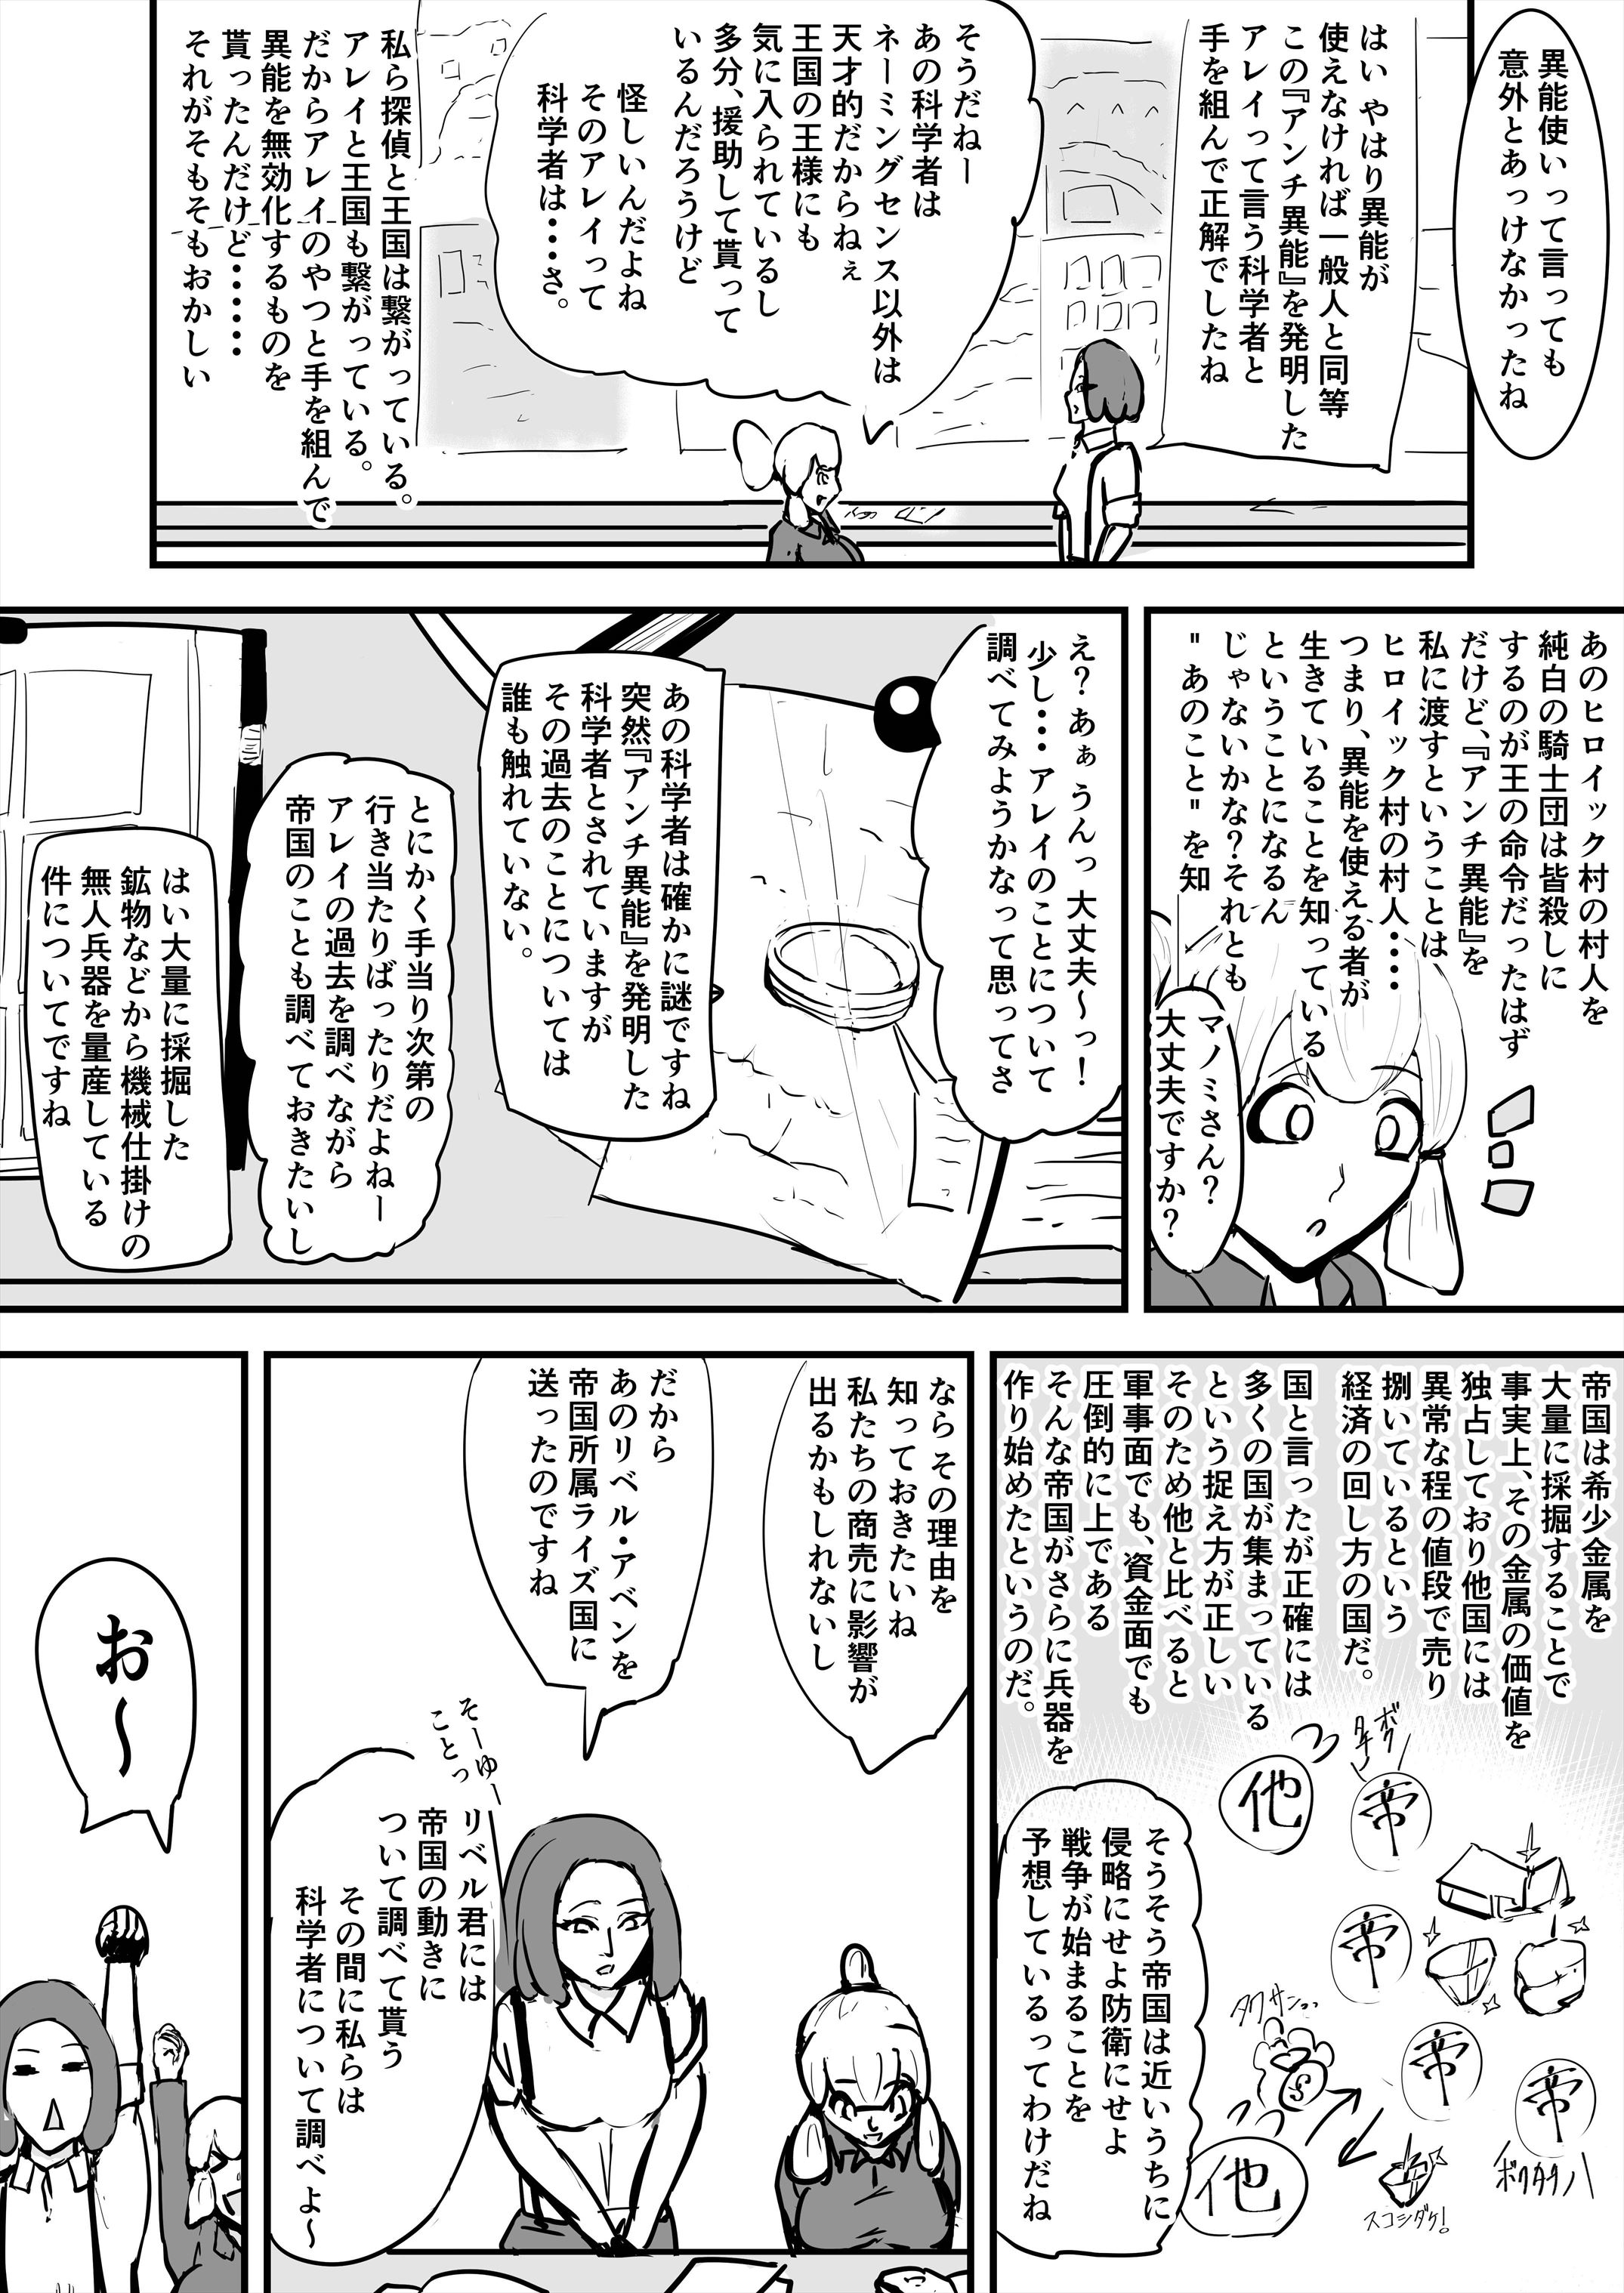 異能使いって言っても
意外とあっけなかったね
はい やはり異能が
使えなければ一般人と同等
この『アンチ異能』を発明した
アレイって言う科学者と
手を組んで正解でしたね
そうだねー
あの科学者は
ネーミングセンス以外は
天才的だからねぇ
王国の王様にも
気に入られているし
多分、援助して貰って
いるんだろうけど
怪しいんだよね
そのアレイって
科学者は・・・さ。
私ら探偵と王国は繋がっている。
アレイと王国も繋がっている。
だからアレイのやつと手を組んで
異能を無効化するものを
貰ったんだけど・・・・・・
それがそもそもおかしい
あのヒロイック村の村人を
純白の騎士団は皆殺しに
するのが王の命令だったはず
だけど、『アンチ異能』を
私に渡すということは
ヒロイック村の村人・・・・
つまり、異能を使える者が
生きていることを知っている
ということになるん
じゃないかな？それとも
"あのこと"を知
マノミさん？
大丈夫ですか？
え？あぁ うんっ 大丈夫～っ！
少し・・・アレイのことについて
調べてみようかなって思ってさ
あの科学者は確かに謎ですね
突然『アンチ異能』を発明した
科学者とされていますが
その過去のことについては
誰も触れていない。
とにかく手当り次第の
行き当たりばったりだよねー
アレイの過去を調べながら
帝国のことも調べておきたいし
はい大量に採掘した
鉱物などから機械仕掛けの
無人兵器を量産している
件についてですね
帝国は希少金属を
大量に採掘することで
事実上、その金属の価値を
独占しており他国には
異常な程の値段で売り
捌いているという
経済の回し方の国だ。
国と言ったが正確には
多くの国が集まっている
という捉え方が正しい
そのため他と比べると
軍事面でも、資金面でも
圧倒的に上である
そんな帝国がさらに兵器を
作り始めたというのだ。
他
帝
帝
帝
帝
ボクタチノ
タクサン
他
スコシダケ！
そうそう帝国は近いうちに
侵略にせよ防衛にせよ
戦争が始まることを
予想しているってわけだね
なら その理由を
知っておきたいね
私たちの商売に影響が
出るかもしれないし
だから
あのリベル・アベンを
帝国所属ライズ国に
送ったのですね
そーゆー
ことっ
リベル君には
帝国の動きに
ついて調べて貰う
その間に私らは
科学者について調べよ～
お～